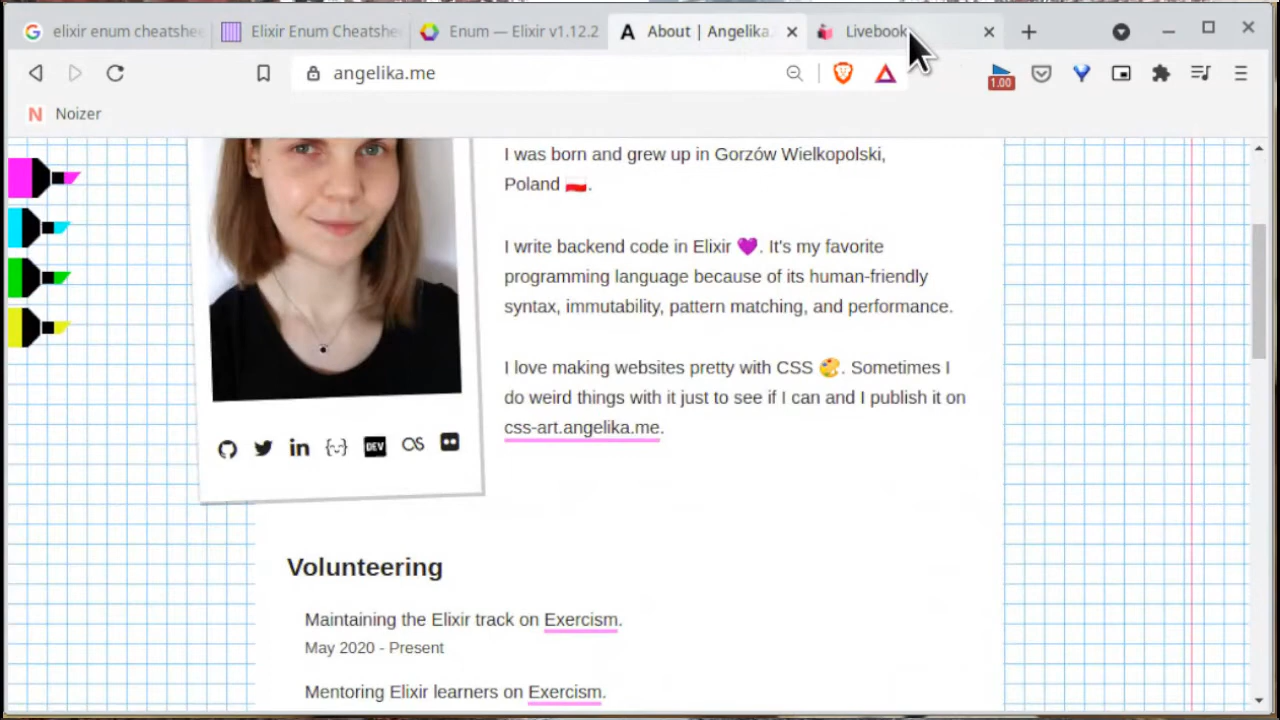 elixir enum cheatshe
Elixir Enum Cheatshe
Enum — Elixir v1.12.2
About | Angelika.
Livebook
angelika.me
1.00
Noizer
I was born and grew up in Gorzów Wielkopolski,
Poland 🇵🇱.
I write backend code in Elixir 💜. It's my favorite
programming language because of its human-friendly
syntax, immutability, pattern matching, and performance.
I love making websites pretty with CSS 🎨. Sometimes I
do weird things with it just to see if I can and I publish it on
css-art.angelika.me.
DEV
Volunteering
Maintaining the Elixir track on Exercism.
May 2020 - Present
Mentoring Elixir learners on Exercism.